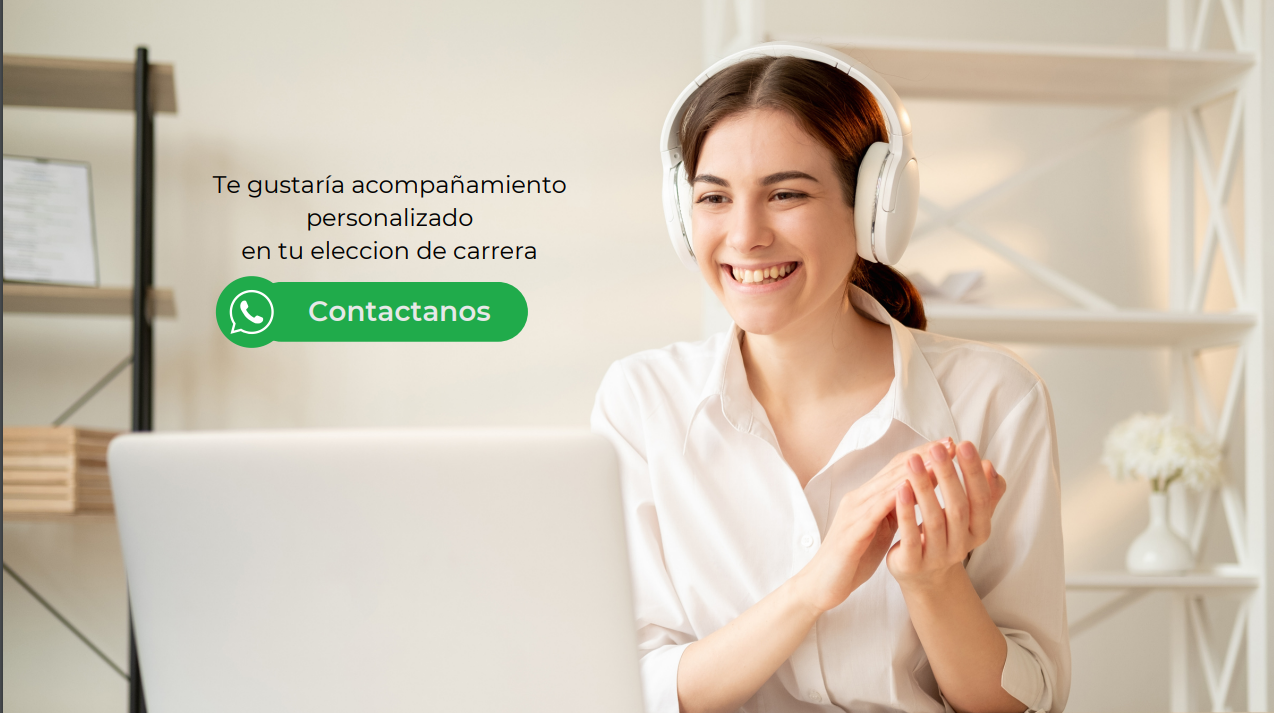 Te gustaría acompañamiento
personalizado
en tu eleccion de carrera
Contactanos